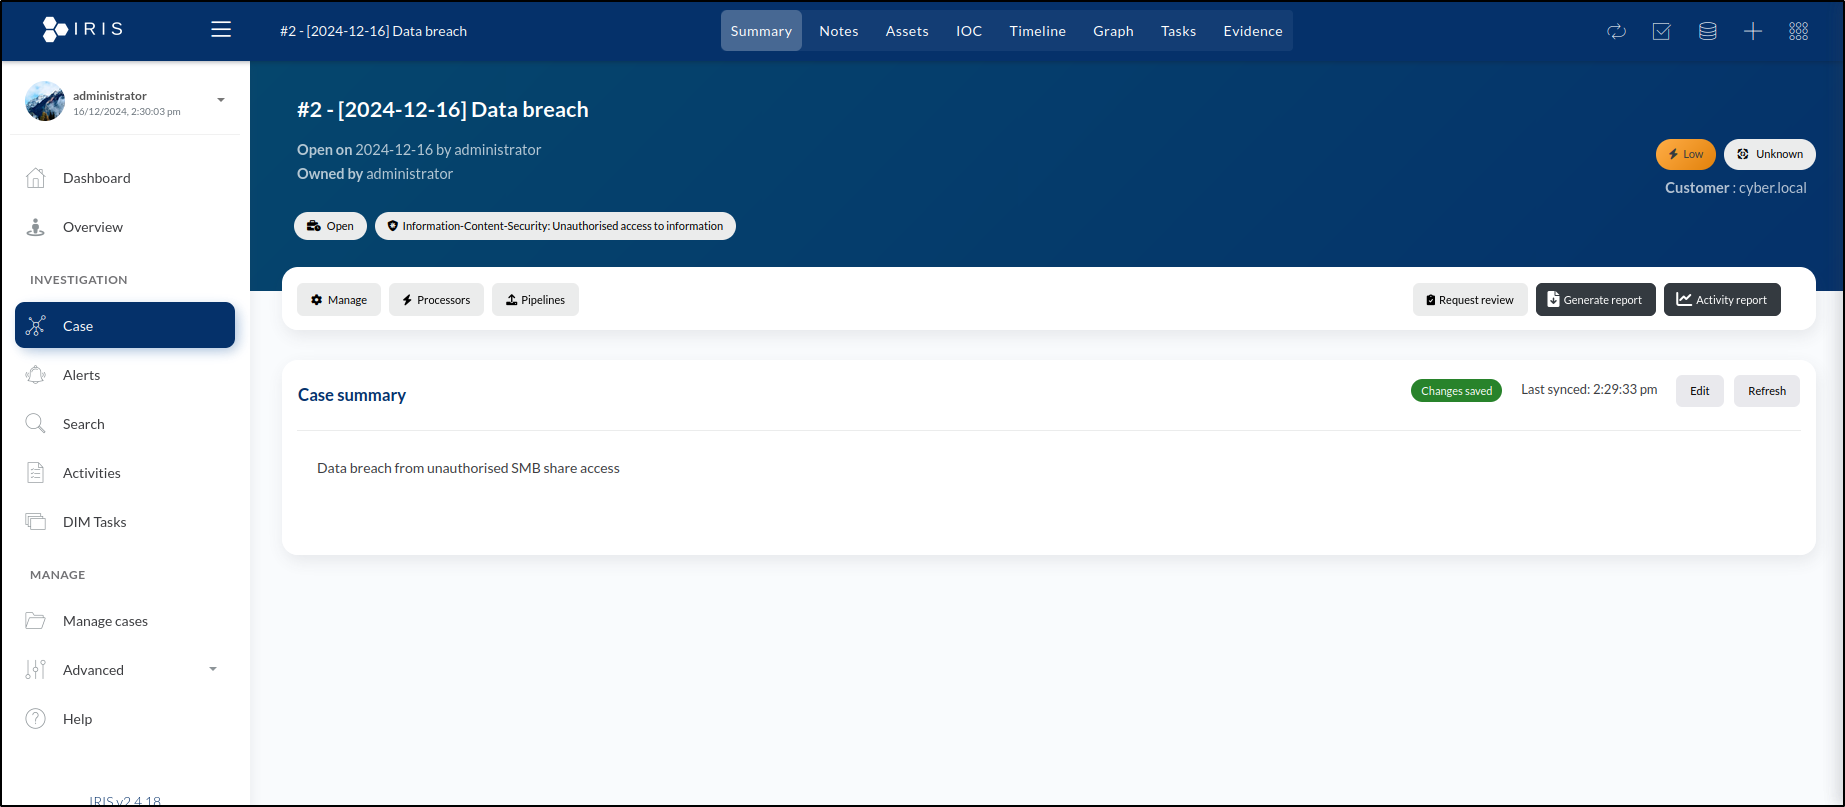 IRIS
#2 - [2024-12-16] Data breach
Summary
Notes
Assets
IOC
Timeline
Graph
Tasks
Evidence
administrator
16/12/2024, 2:30:03 pm
Dashboard
Overview
INVESTIGATION
Case
Alerts
Search
Activities
DIM Tasks
MANAGE
Manage cases
Advanced
Help
IRIS v2.4.18
#2 - [2024-12-16] Data breach
Open on 2024-12-16 by administrator
Owned by administrator
Low
Unknown
Customer : cyber.local
Open
Information-Content-Security: Unauthorised access to information
Manage
Processors
Pipelines
Request review
Generate report
Activity report
Case summary
Changes saved
Last synced: 2:29:33 pm
Edit
Refresh
Data breach from unauthorised SMB share access